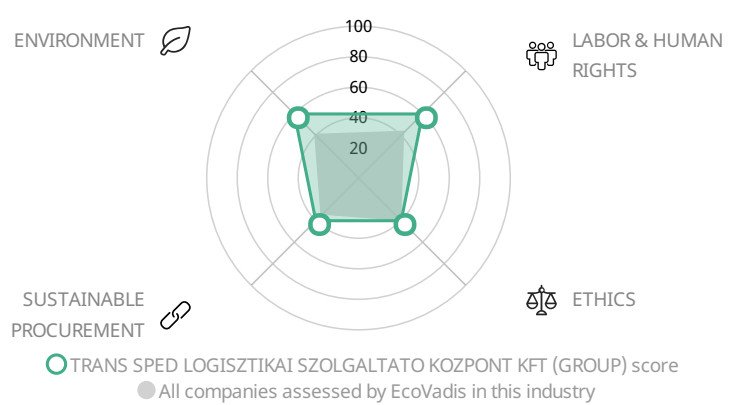 ENVIRONMENT
LABOR & HUMAN
RIGHTS
100
80
60
40
20
SUSTAINABLE
PROCUREMENT
ETHICS
TRANS SPED LOGISZTIKAI SZOLGALTATO KOZPONT KFT (GROUP) score
All companies assessed by EcoVadis in this industry